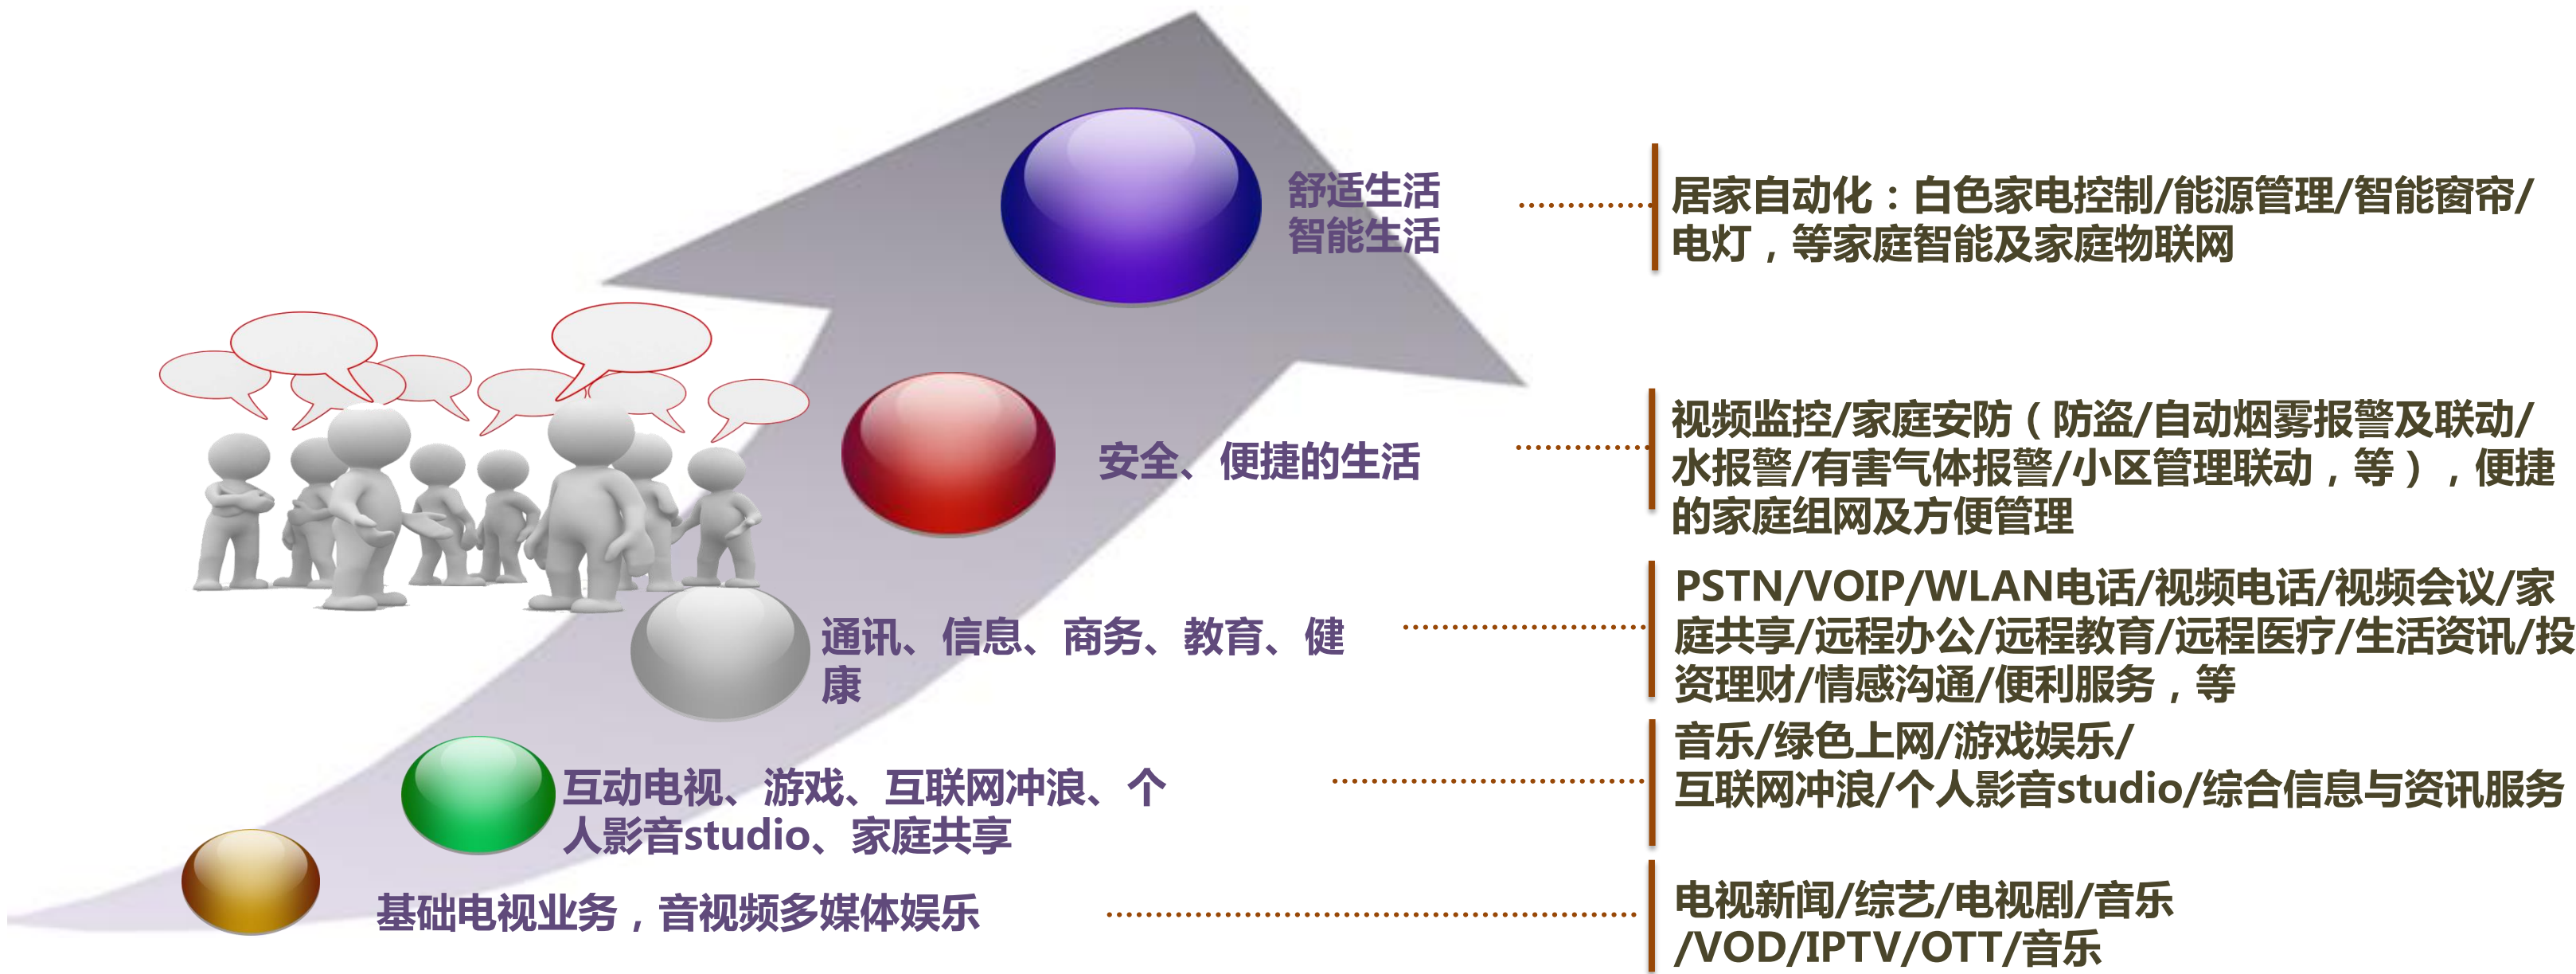 舒适生活
智能生活
居家自动化：白色家电控制/能源管理/智能窗帘/
电灯，等家庭智能及家庭物联网
安全、便捷的生活
视频监控/家庭安防（防盗/自动烟雾报警及联动/
水报警/有害气体报警/小区管理联动，等），便捷
的家庭组网及方便管理
通讯、信息、商务、教育、健
康
PSTN/VOIP/WLAN电话/视频电话/视频会议/家
庭共享/远程办公/远程教育/远程医疗/生活资讯/投
资理财/情感沟通/便利服务，等
互动电视、游戏、互联网冲浪、个
人影音studio、家庭共享
音乐/绿色上网/游戏娱乐/
互联网冲浪/个人影音studio/综合信息与资讯服务
基础电视业务，音视频多媒体娱乐
电视新闻/综艺/电视剧/音乐
/VOD/IPTV/OTT/音乐